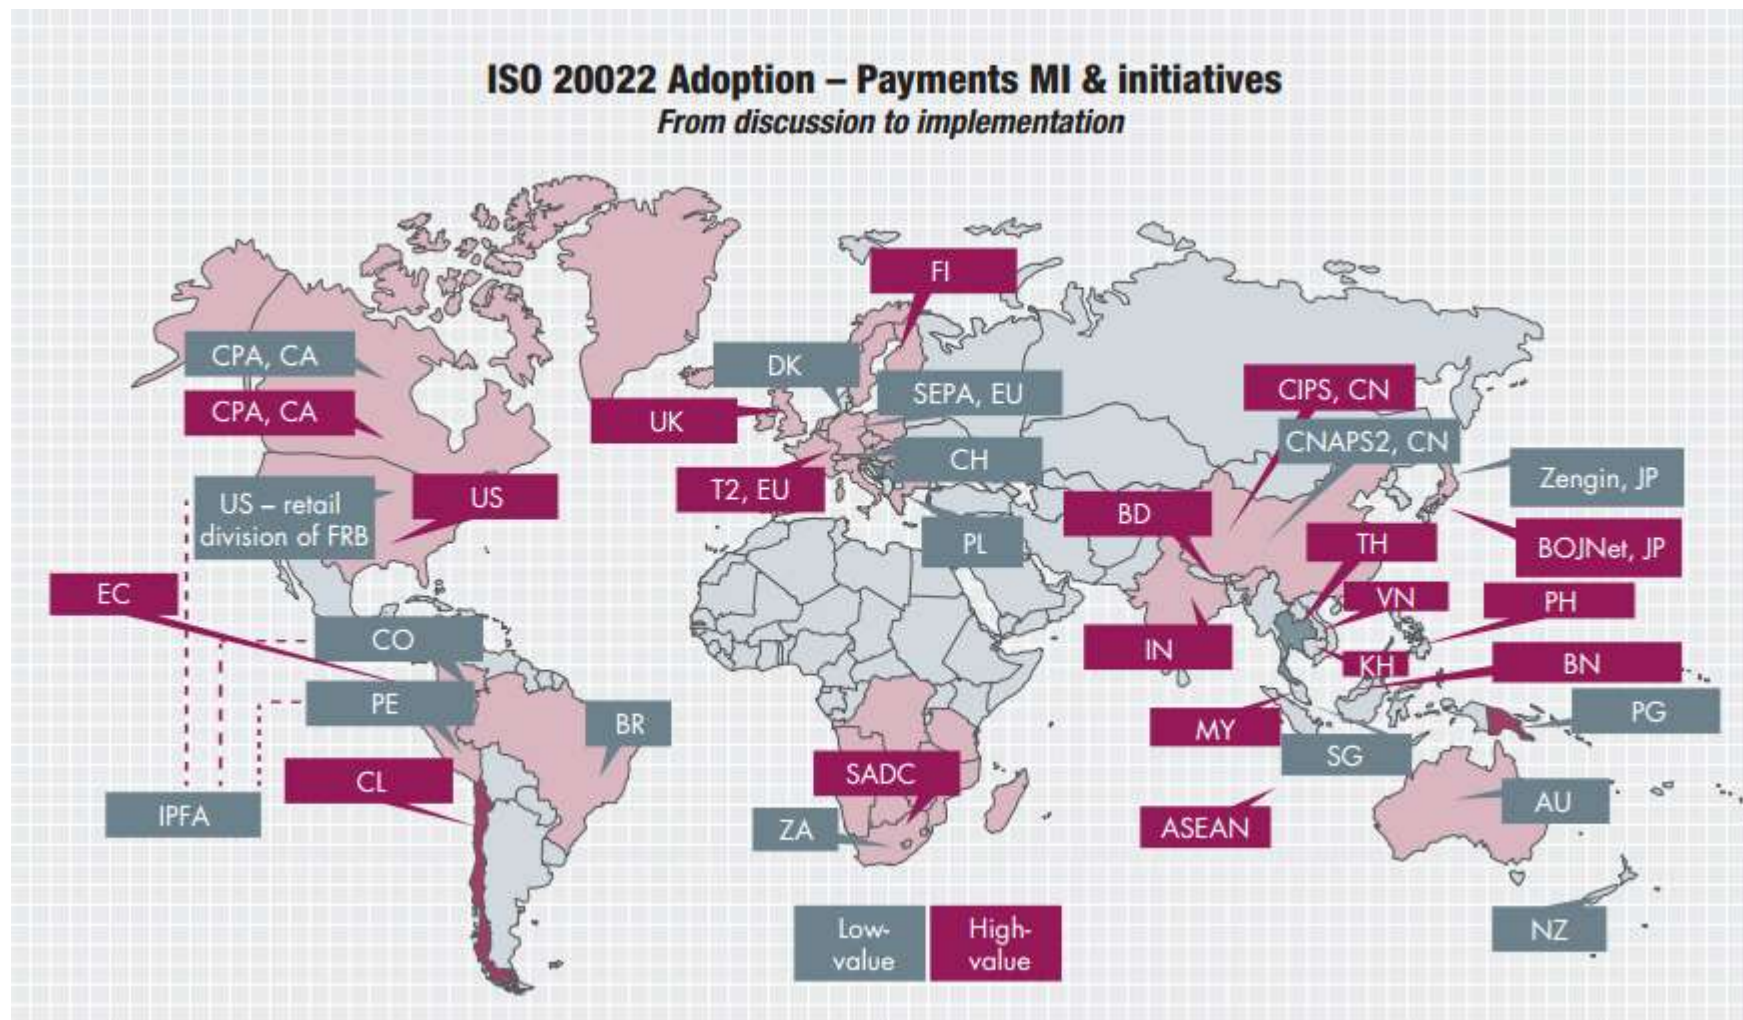 ISO 20022 Adoption – Payments MI & initiatives
From discussion to implementation
FI
CPA, CA
DK
SEPA, EU
CIPS, CN
CPA, CA
UK
CNAPS2, CN
CH
Zengin, JP
US – retail
division of FRB
US
T2, EU
BD
PL
TH
BOJNet, JP
EC
VN
PH
CO
IN
KH
BN
PE
BR
MY
PG
SG
CL
SADC
IPFA
ZA
ASEAN
AU
Low-
value
High-
value
NZ